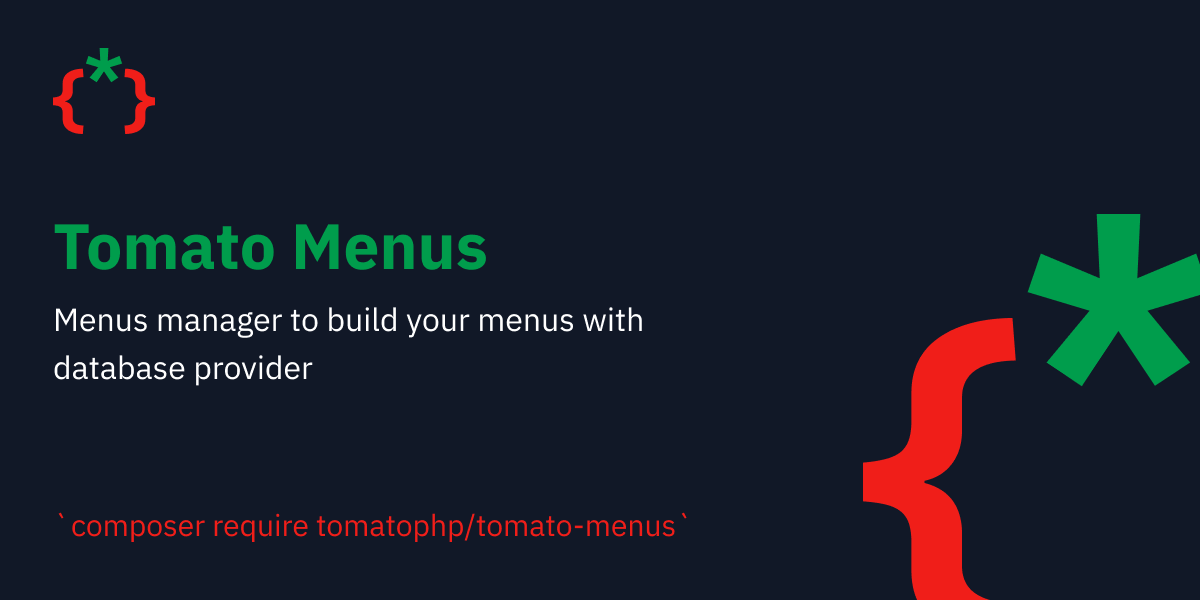 {*}
Tomato Menus
Menus manager to build your menus with
database provider
`composer require tomatophp/tomato-menus`